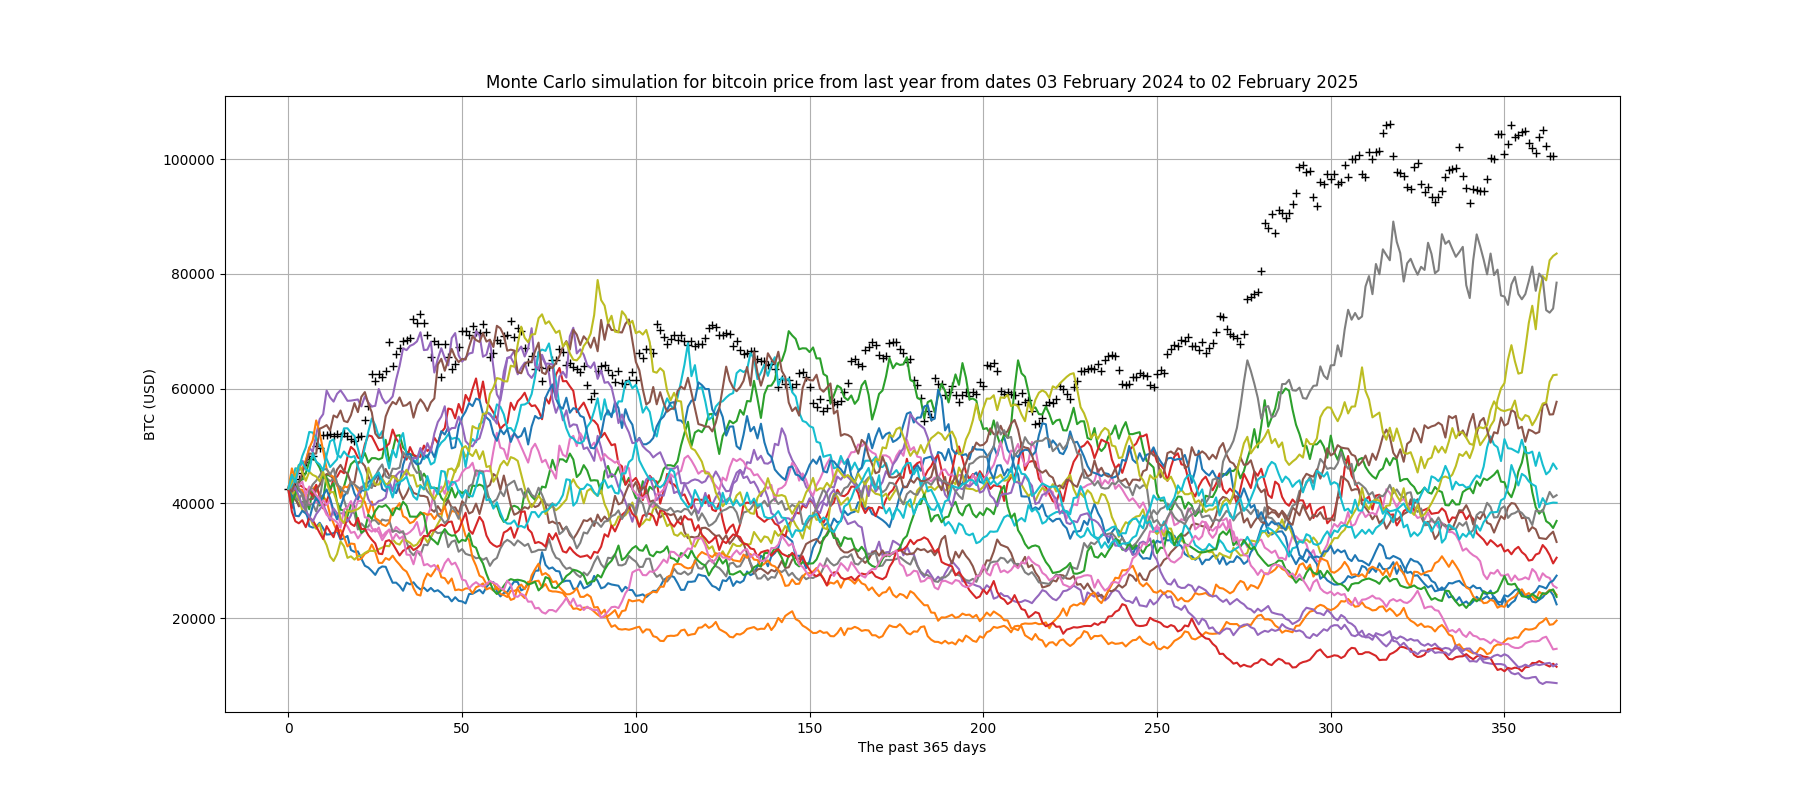 Monte Carlo simulation for bitcoin price from last year from dates 03 February 2024 to 02 February 2025
BTC (USD)
100000
80000
60000
40000
20000
0 50 100 150 200 250 300 350
The past 365 days